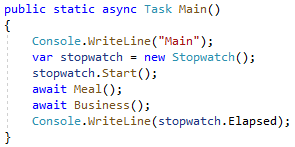 public static async Task Main()
{
    Console.WriteLine("Main");
    var stopwatch = new Stopwatch();
    stopwatch.Start();
    await Meal();
    await Business();
    Console.WriteLine(stopwatch.Elapsed);
}